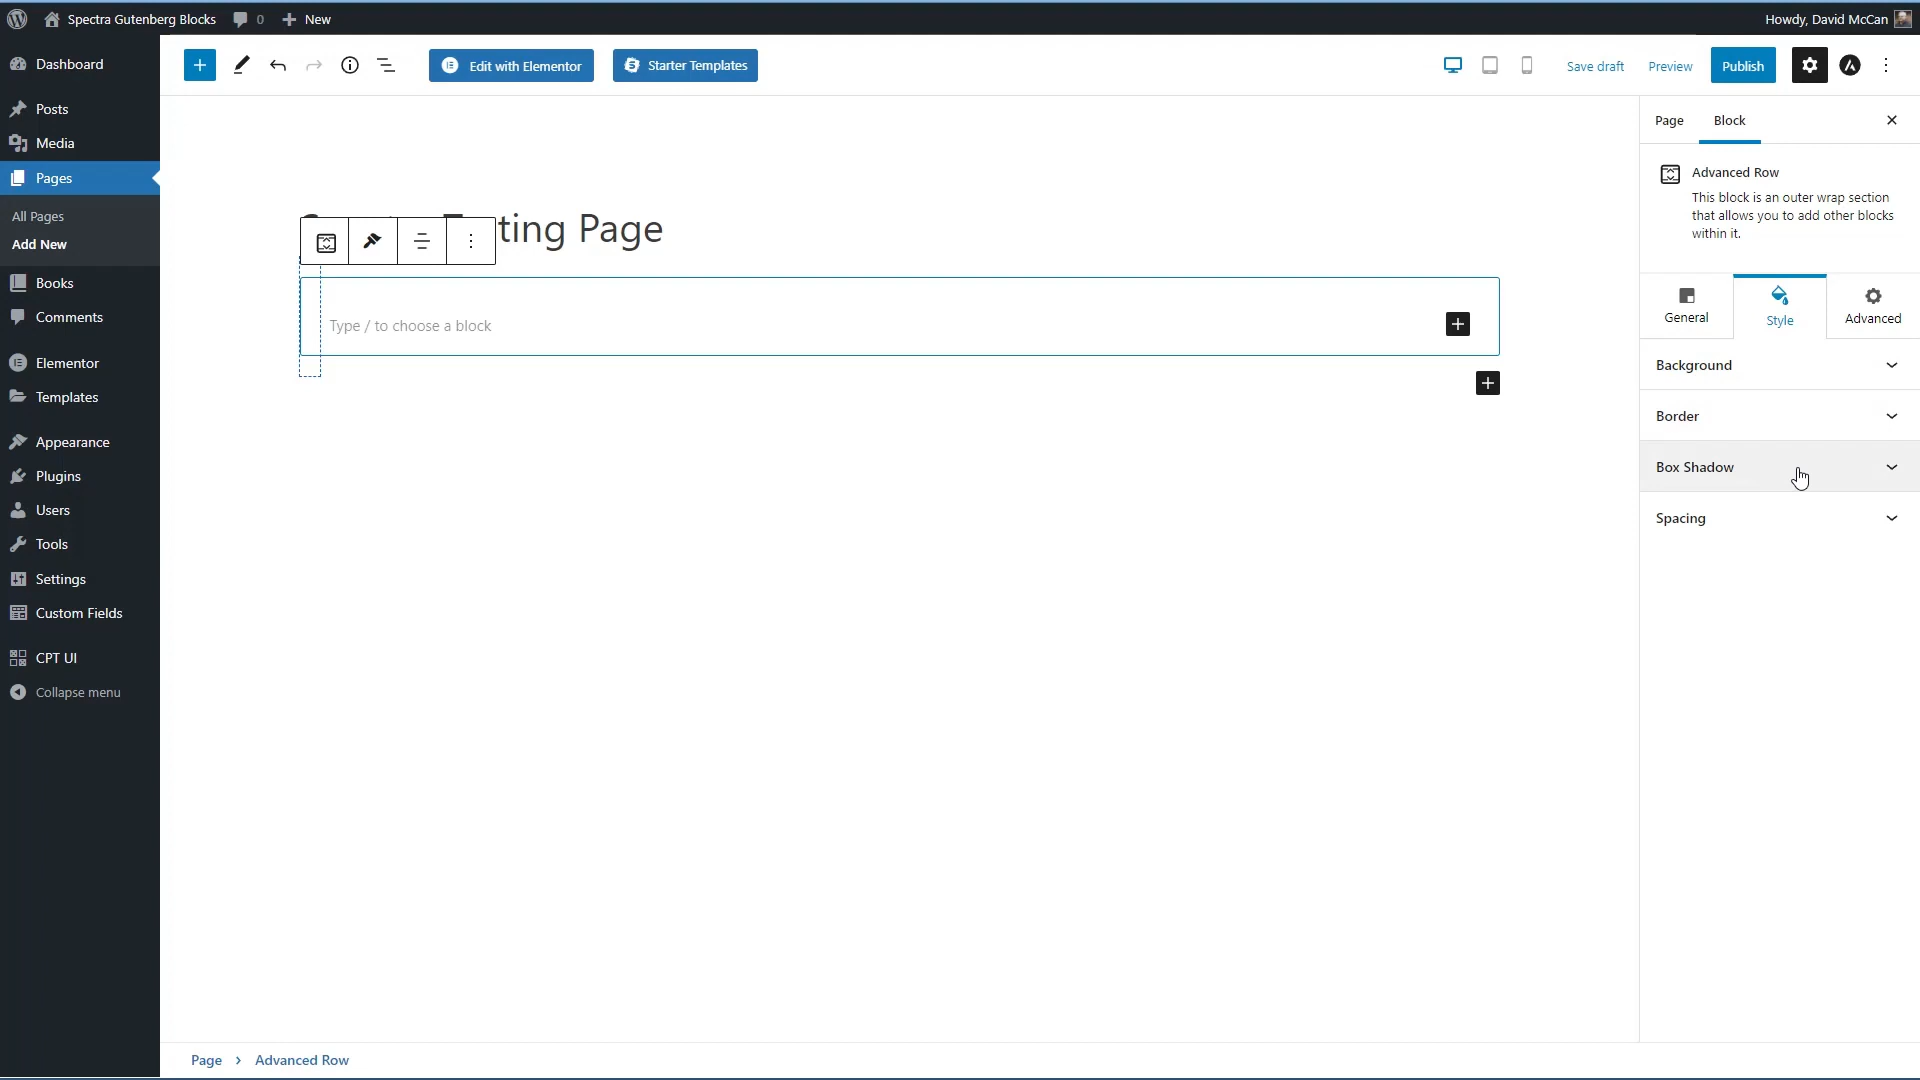 Spectra Gutenberg Blocks
0
New
Howdy, David McCan
Dashboard
Posts
Media
Pages
All Pages
Add New
Books
Comments
Elementor
Templates
Appearance
Plugins
Users
Tools
Settings
Custom Fields
CPT UI
Collapse menu
Edit with Elementor
Starter Templates
Save draft
Preview
Publish
ting Page
Type / to choose a block
Page
Block
Advanced Row
This block is an outer wrap section
that allows you to add other blocks
within it.
General
Style
Advanced
Background
Border
Box Shadow
Spacing
Page
Advanced Row